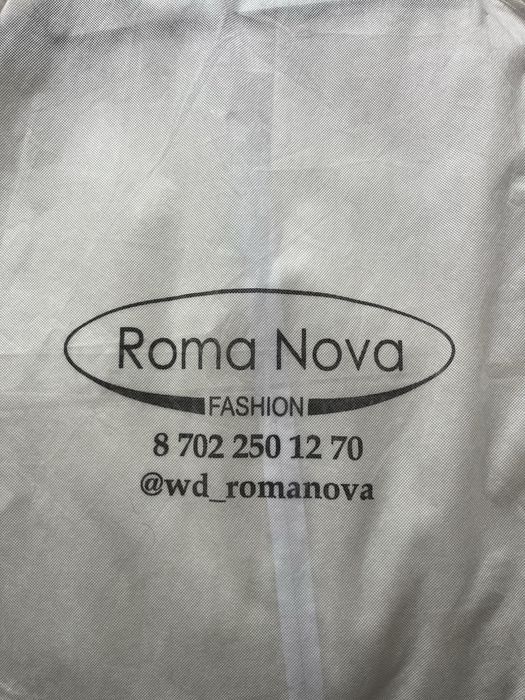 Roma Nova
FASHION
8 702 250 12 70
@wd_romanova